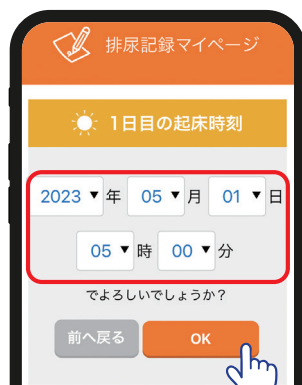 排尿記録マイページ
1日目の起床時刻
2023 ▼ 年 05 ▼ 月 01 ▼ 日
05 ▼ 時 00 ▼ 分
でよろしいでしょうか？
前へ戻る OK